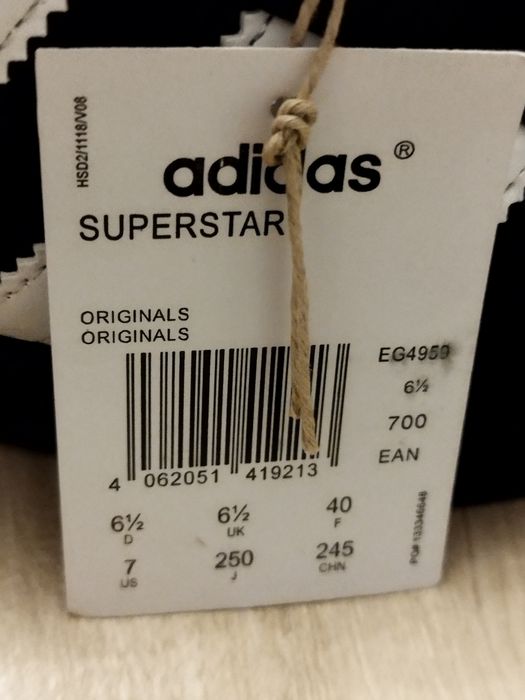 HSD2/1118/V08
adidas®
SUPERSTAR
ORIGINALS
ORIGINALS
EG4959
6½
700
EAN
4 062051 419213
6½ D
6½ UK
40 F
7 US
250 J
245 CHN